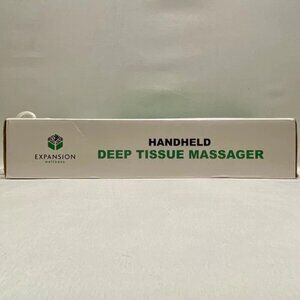 EXPANSION
wellness
HANDHELD
DEEP TISSUE MASSAGER